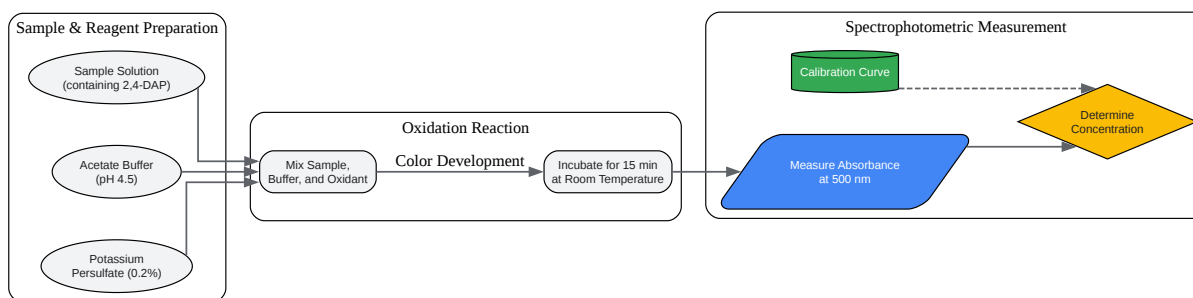 Sample & Reagent Preparation
Sample Solution
(containing 2,4-DAP)
Acetate Buffer
(pH 4.5)
Potassium
Persulfate (0.2%)
Oxidation Reaction
Mix Sample,
Buffer, and Oxidant
Color Development
Incubate for 15 min
at Room Temperature
Spectrophotometric Measurement
Calibration Curve
Measure Absorbance
at 500 nm
Determine
Concentration